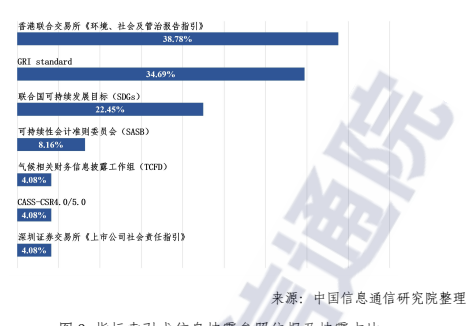 香港联合交易所《环境、社会及管治报告指引》
38.78%
GRI standard
34.69%
联合国可持续发展目标（SDGs）
22.45%
可持续性会计准则委员会（SASB）
8.16%
气候相关财务信息披露工作组（TCFD）
4.08%
CASS-CSR4.0/5.0
4.08%
深圳证券交易所《上市公司社会责任指引》
4.08%
来源：中国信息通信研究院整理